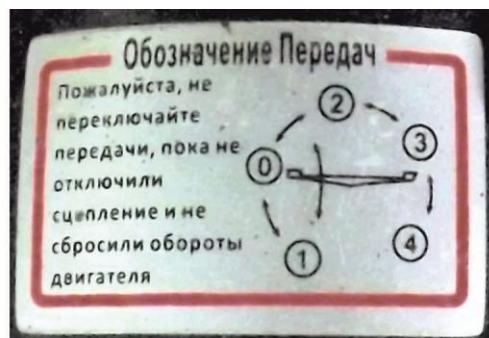 Обозначение Передач
Пожалуйста, не
переключайте
передачи, пока не
отключили
сцепление и не
сбросили обороты
двигателя
2
3
0
1
4